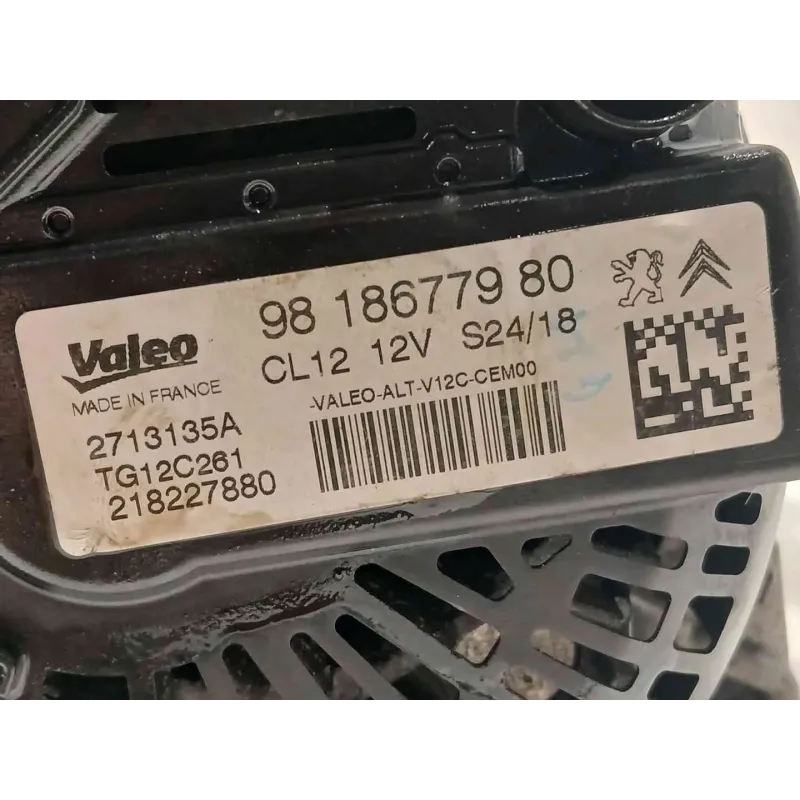 Valeo
MADE IN FRANCE
2713135A
TG12C261
218227880
98 186779 80
CL12 12V S24/18
-VALEO-ALT-V12C-CEM00